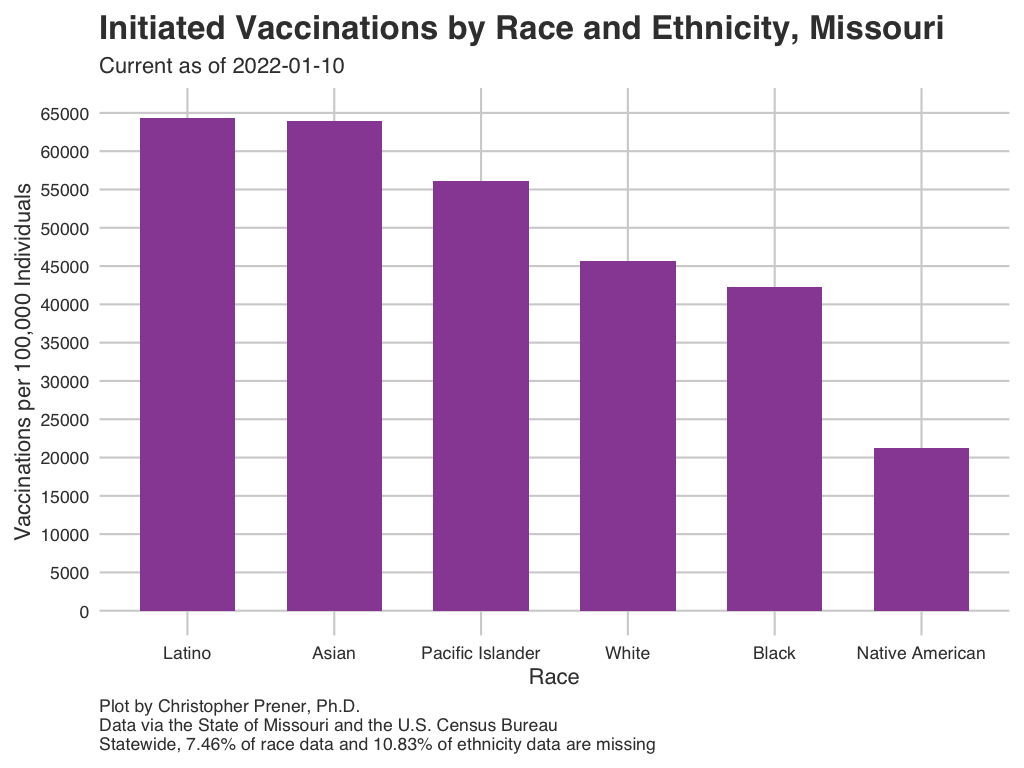 Initiated Vaccinations by Race and Ethnicity, Missouri
Current as of 2022-01-10
Vaccinations per 100,000 Individuals
65000
60000
55000
50000
45000
40000
35000
30000
25000
20000
15000
10000
5000
0
Latino Asian Pacific Islander White Black Native American
Race
Plot by Christopher Prener, Ph.D.
Data via the State of Missouri and the U.S. Census Bureau
Statewide, 7.46% of race data and 10.83% of ethnicity data are missing